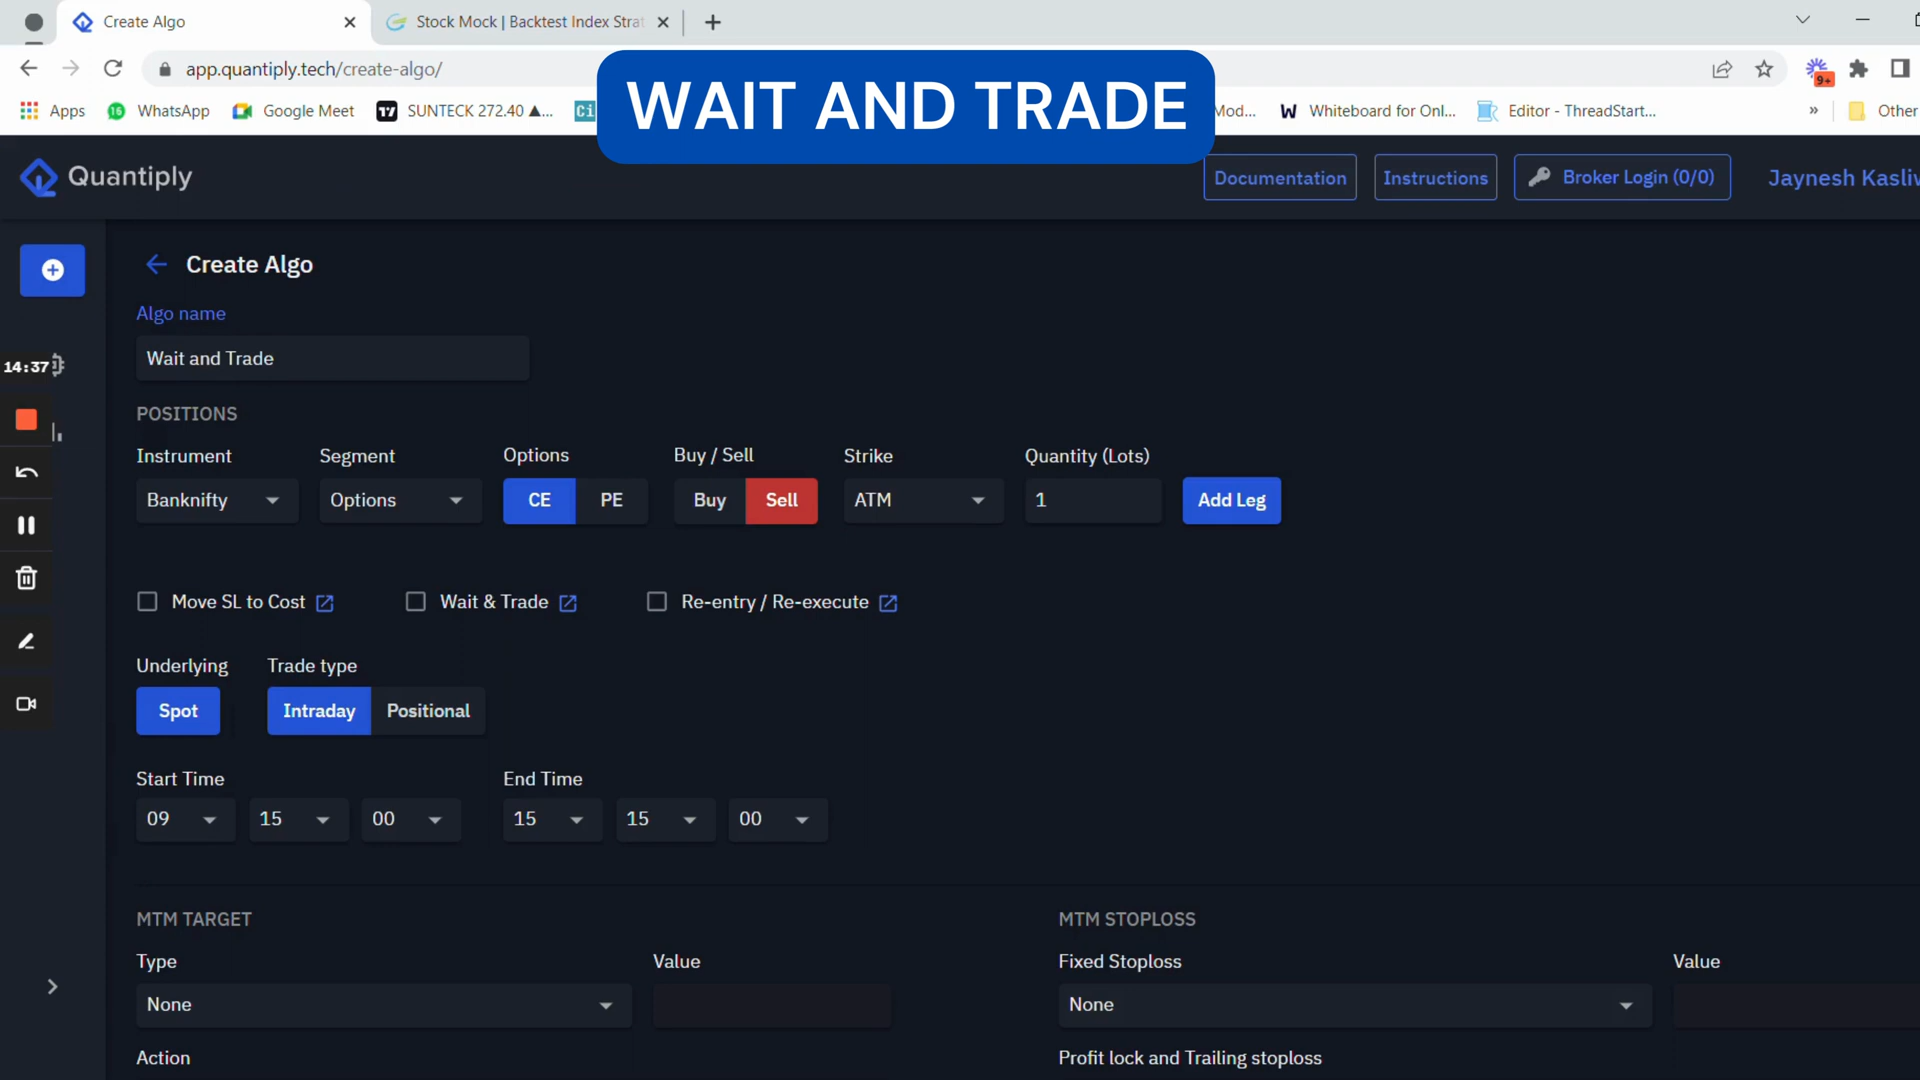 Create Algo
Stock Mock | Backtest Index Strat
app.quantiply.tech/create-algo/
9+
Apps
16
WhatsApp
Google Meet
SUNTECK 272.40 ▲...
Ci
WAIT AND TRADE
Mod...
W
Whiteboard for Onl...
Editor - ThreadStart...
»
Other
Quantiply
Documentation
Instructions
Broker Login (0/0)
Jaynesh Kasliw
Create Algo
Algo name
Wait and Trade
14:37
POSITIONS
Instrument
Segment
Options
Buy / Sell
Strike
Quantity (Lots)
Banknifty
Options
CE
PE
Buy
Sell
ATM
1
Add Leg
Move SL to Cost
Wait & Trade
Re-entry / Re-execute
Underlying
Trade type
Spot
Intraday
Positional
Start Time
End Time
09
15
00
15
15
00
MTM TARGET
MTM STOPLOSS
Type
Value
Fixed Stoploss
Value
None
None
Action
Profit lock and Trailing stoploss